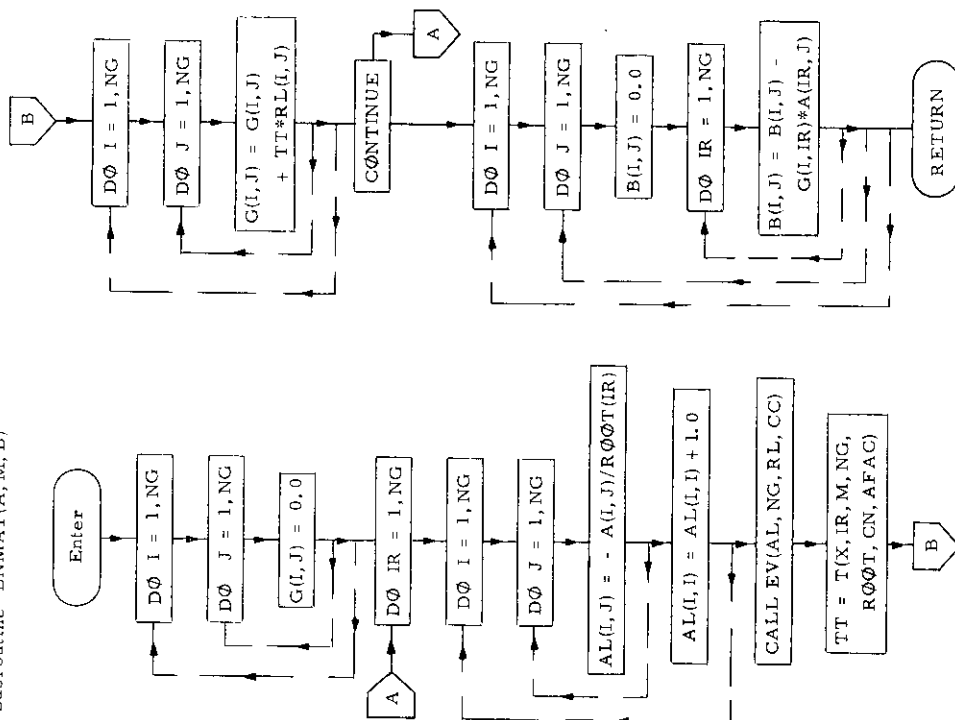 Subroutine ENMAT(A, M, B)
Enter
DØ I = 1, NG
DØ J = 1, NG
G(I, J) = 0.0
A
DØ IR = 1, NG
DØ I = 1, NG
DØ J = 1, NG
AL(I, J) = - A(I, J)/RØØT(IR)
AL(I, I) = AL(I, I) + 1.0
CALL EV(AL, NG, RL, CC)
TT = T(X, IR, M, NG,
RØØT, CN, AFAC)
B
B
DØ I = 1, NG
DØ J = 1, NG
G(I, J) = G(I, J)
+ TT*RL(I, J)
CØNTINUE
A
DØ I = 1, NG
DØ J = 1, NG
B(I, J) = 0.0
DØ IR = 1, NG
B(I, J) = B(I, J) -
G(I, IR)*A(IR, J)
RETURN